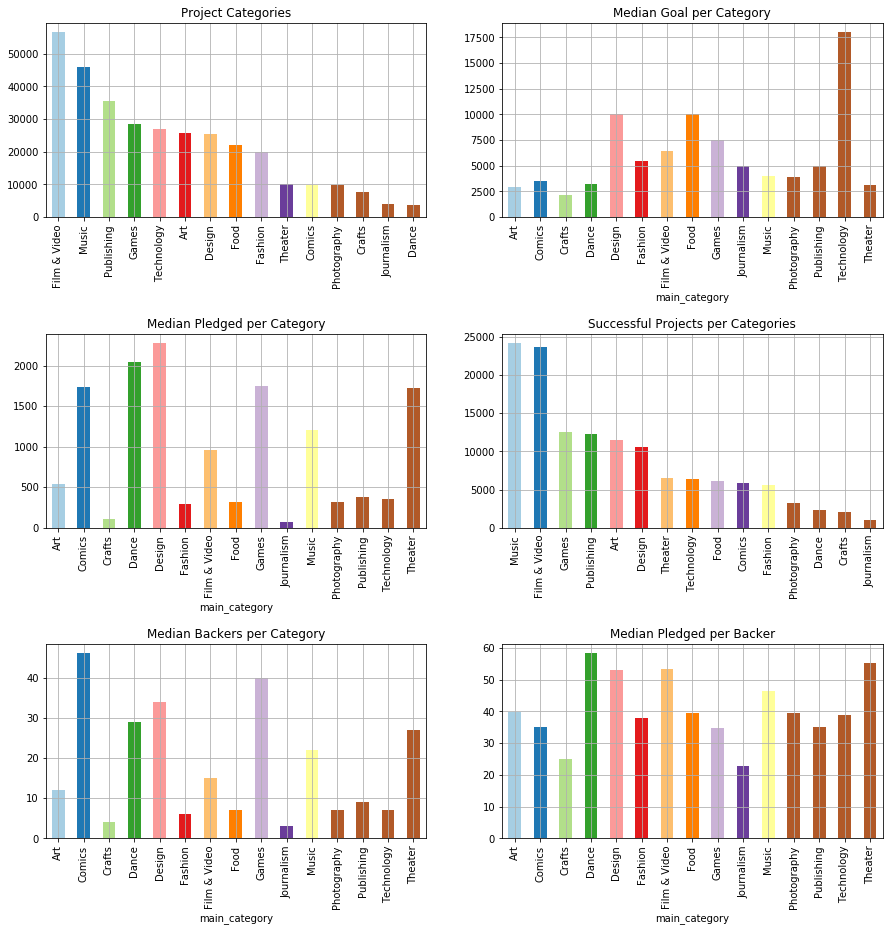 Project Categories
50000
40000
30000
20000
10000
0
Film & Video
Music
Publishing
Games
Technology
Art
Design
Food
Fashion
Theater
Comics
Photography
Crafts
Journalism
Dance
Median Goal per Category
17500
15000
12500
10000
7500
5000
2500
0
Art
Comics
Crafts
Dance
Design
Fashion
Film & Video
Food
Games
Journalism
Music
Photography
Publishing
Technology
Theater
main_category
Median Pledged per Category
2000
1500
1000
500
0
Art
Comics
Crafts
Dance
Design
Fashion
Film & Video
Food
Games
Journalism
Music
Photography
Publishing
Technology
Theater
main_category
Successful Projects per Categories
25000
20000
15000
10000
5000
0
Music
Film & Video
Games
Publishing
Art
Design
Theater
Technology
Food
Comics
Fashion
Photography
Dance
Crafts
Journalism
Median Backers per Category
40
30
20
10
0
Art
Comics
Crafts
Dance
Design
Fashion
Film & Video
Food
Games
Journalism
Music
Photography
Publishing
Technology
Theater
main_category
Median Pledged per Backer
60
50
40
30
20
10
0
Art
Comics
Crafts
Dance
Design
Fashion
Film & Video
Food
Games
Journalism
Music
Photography
Publishing
Technology
Theater
main_category